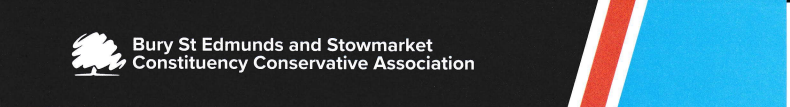 Bury St Edmunds and Stowmarket
Constituency Conservative Association